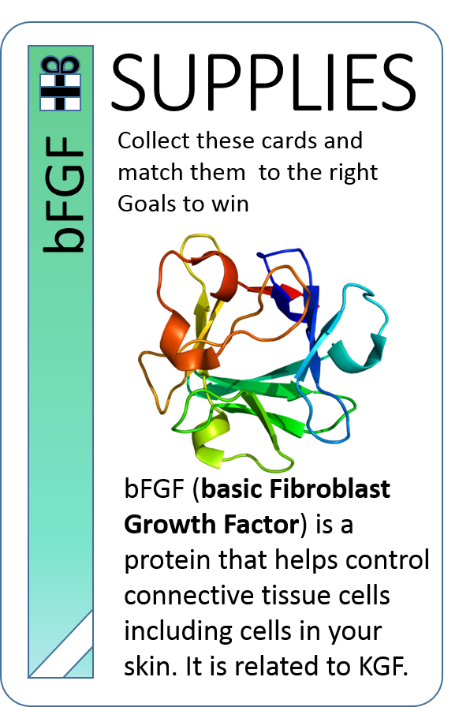 bFGF
SUPPLIES
Collect these cards and
match them to the right
Goals to win
bFGF (basic Fibroblast
Growth Factor) is a
protein that helps control
connective tissue cells
including cells in your
skin. It is related to KGF.